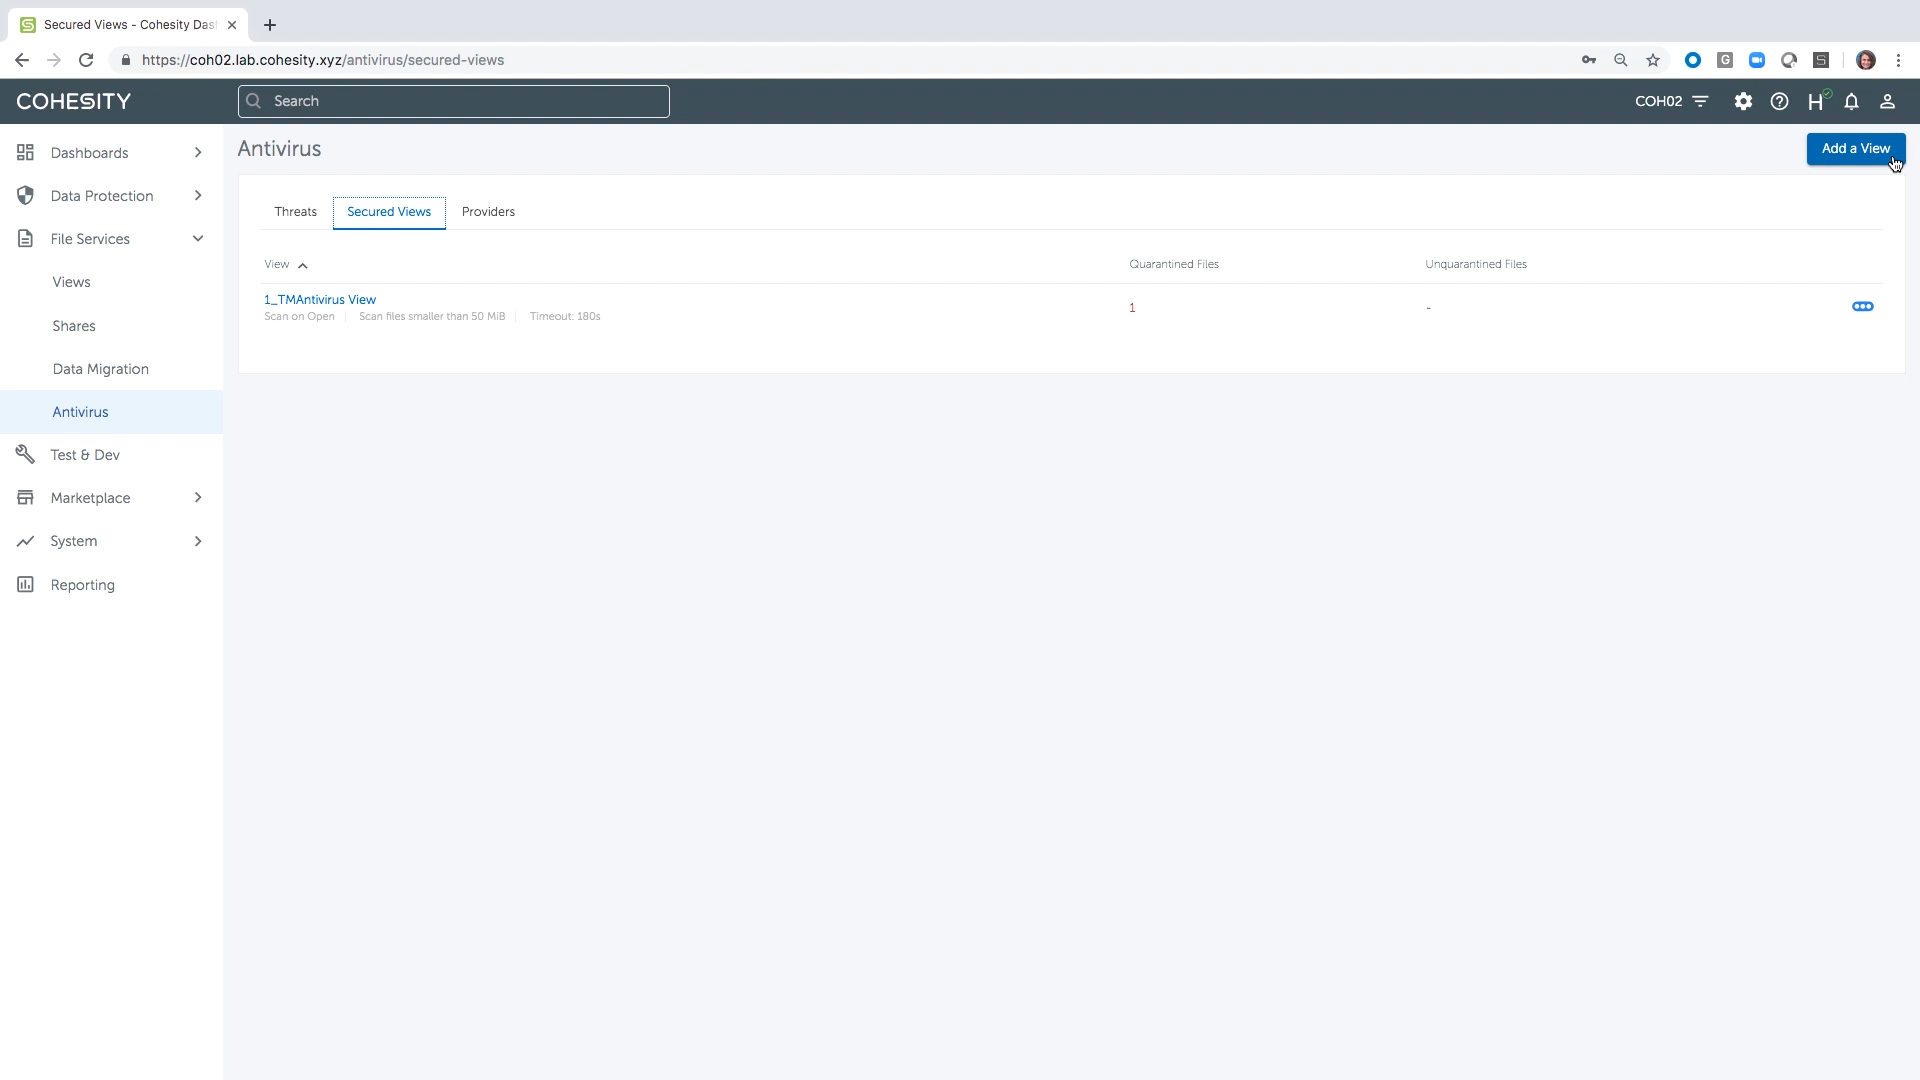 Secured Views - Cohesity Das
https://coh02.lab.cohesity.xyz/antivirus/secured-views
G
S
COHESITY
Search
COH02
H
Dashboards
Data Protection
File Services
Views
Shares
Data Migration
Antivirus
Test & Dev
Marketplace
System
Reporting
Antivirus
Add a View
Threats
Secured Views
Providers
View
Quarantined Files
Unquarantined Files
1_TMAntivirus View
1
-
Scan on Open
Scan files smaller than 50 MiB
Timeout: 180s